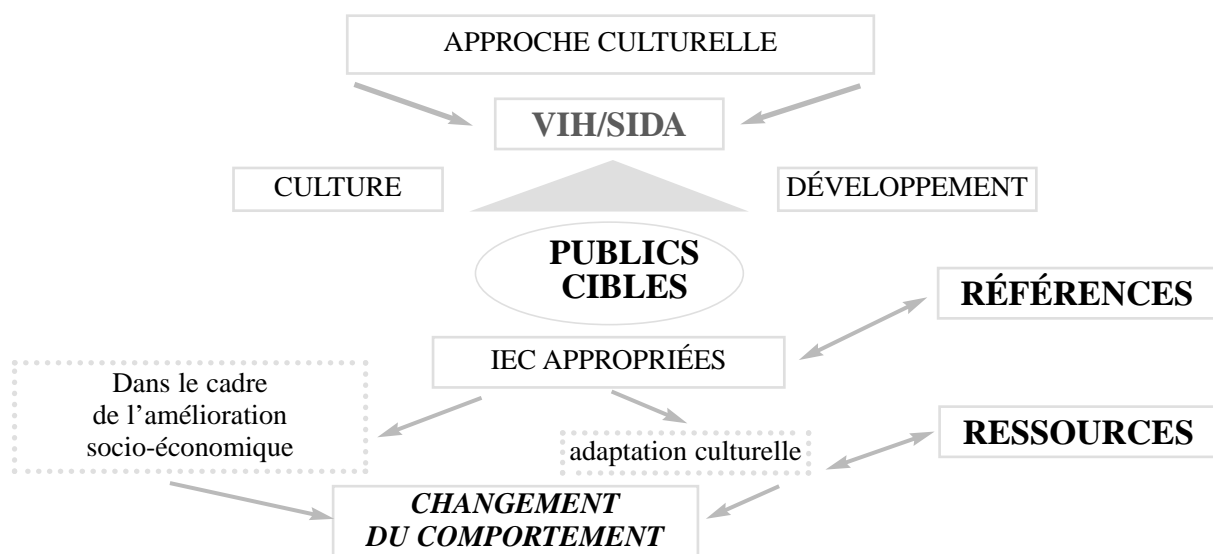 APPROCHE CULTURELLE
VIH/SIDA
CULTURE
DÉVELOPPEMENT
PUBLICS
CIBLES
RÉFÉRENCES
IEC APPROPRIÉES
Dans le cadre
de l’amélioration
socio-économique
RESSOURCES
adaptation culturelle
CHANGEMENT
DU COMPORTEMENT